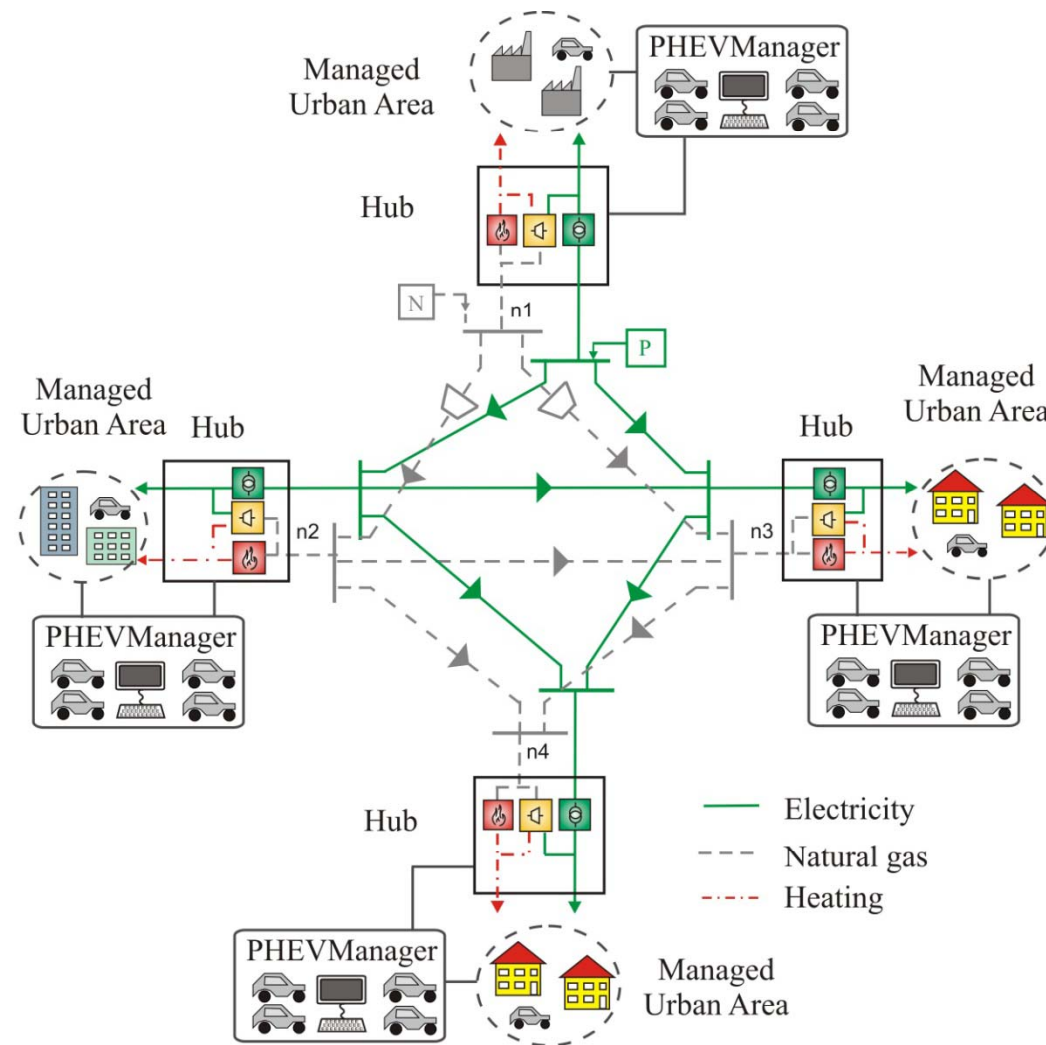 PHEVManager
Managed
Urban Area
Hub
N
n1
P
Managed
Urban Area
Hub
Managed
Urban Area
Hub
n2
n3
PHEVManager
PHEVManager
n4
Hub
Electricity
Natural gas
Heating
PHEVManager
Managed
Urban Area